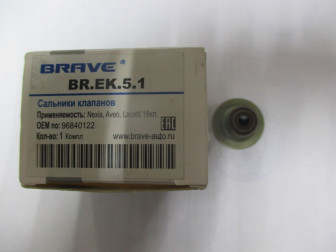 BRAVE®
BR.EK.5.1
Сальники клапанов
Применяемость: Nexia, Aveo, Lacetti 16кл.
OEM no: 96840122
Кол-во: 1 Компл
www.brave-auto.ru
EAC